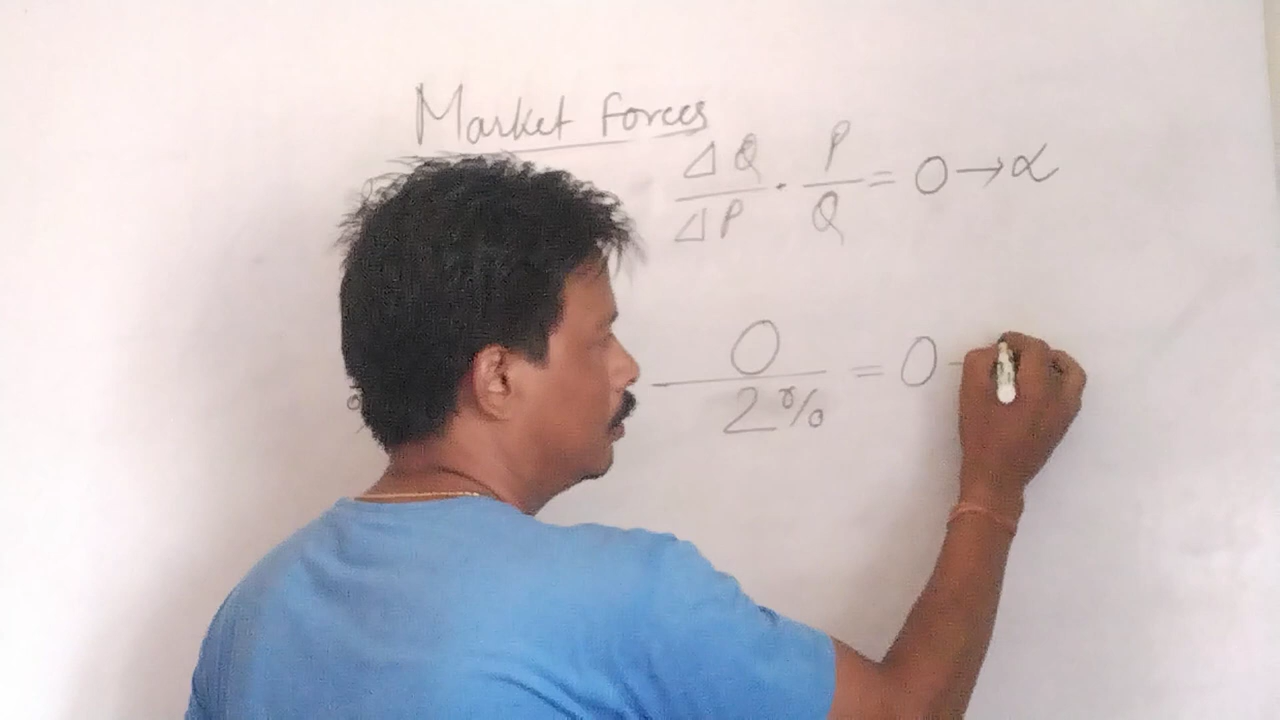 Market forces
ΔQ/ΔP · P/Q = 0 → α
0/2% = 0 -